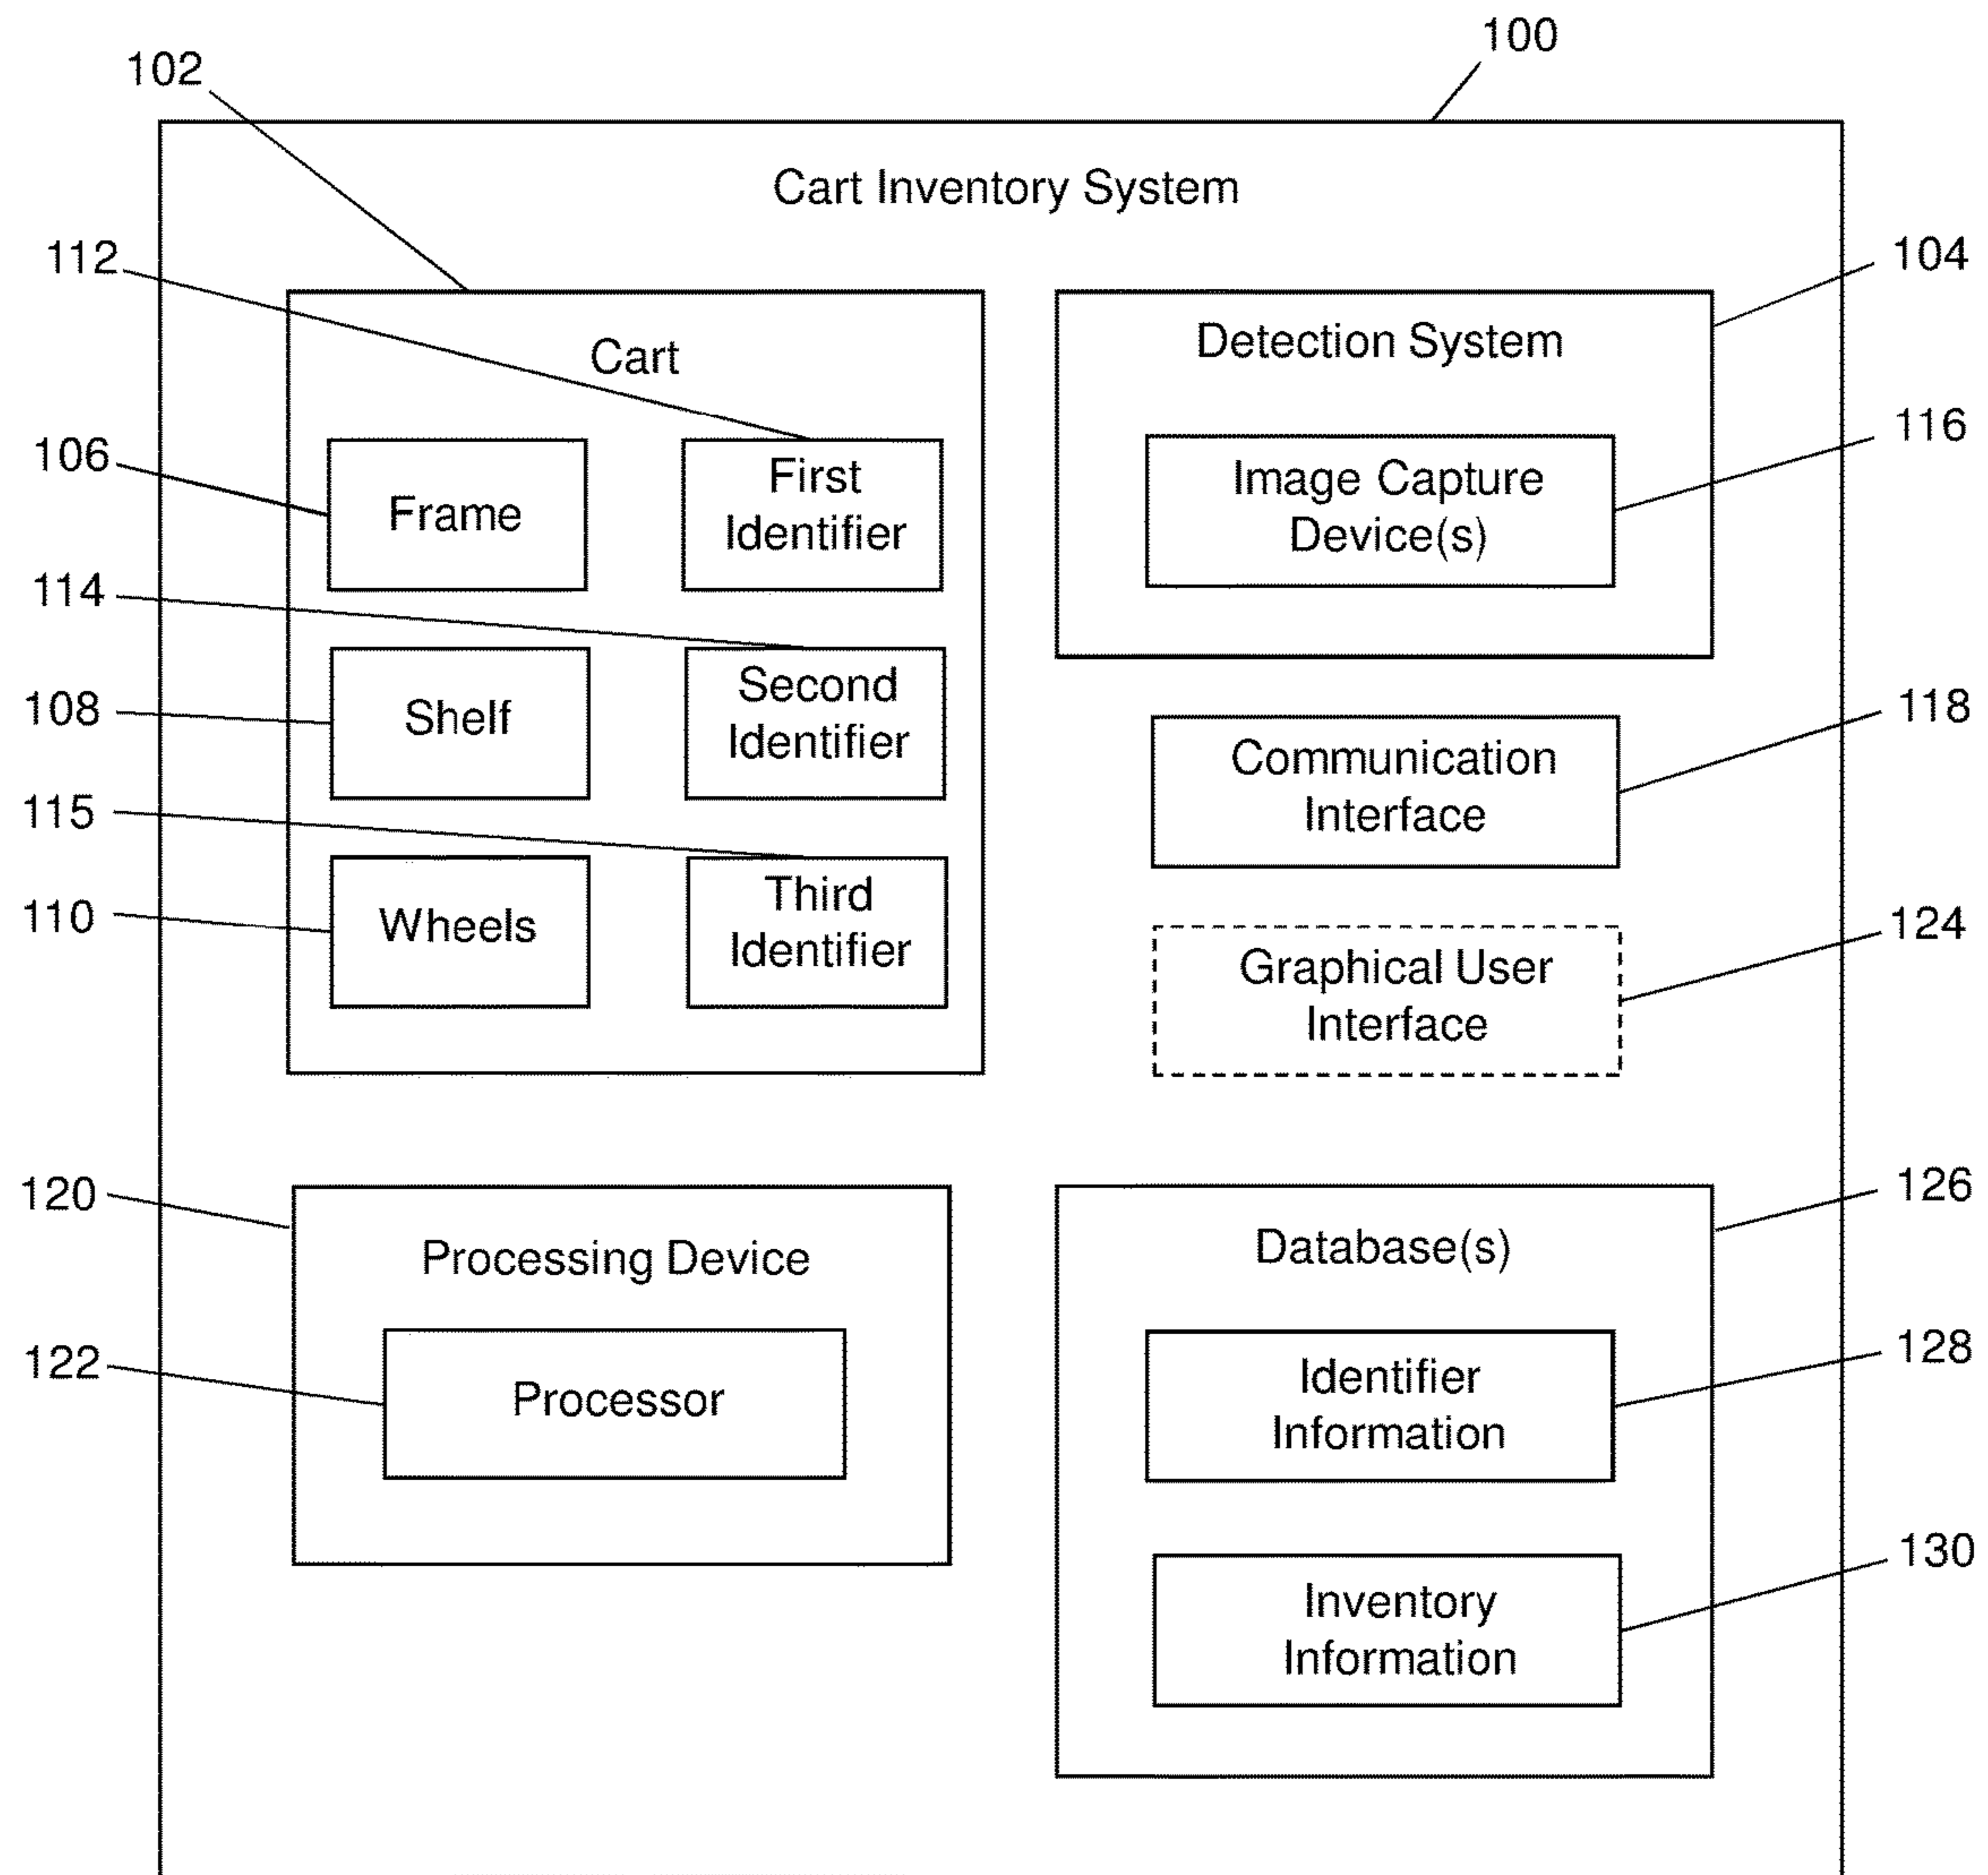 100
102
Cart Inventory System
112
104
Cart
Detection System
116
106
Frame
First
Identifier
Image Capture
Device(s)
114
108
Shelf
Second
Identifier
118
Communication
Interface
115
110
Wheels
Third
Identifier
124
Graphical User
Interface
120
Processing Device
126
Database(s)
122
Processor
128
Identifier
Information
130
Inventory
Information